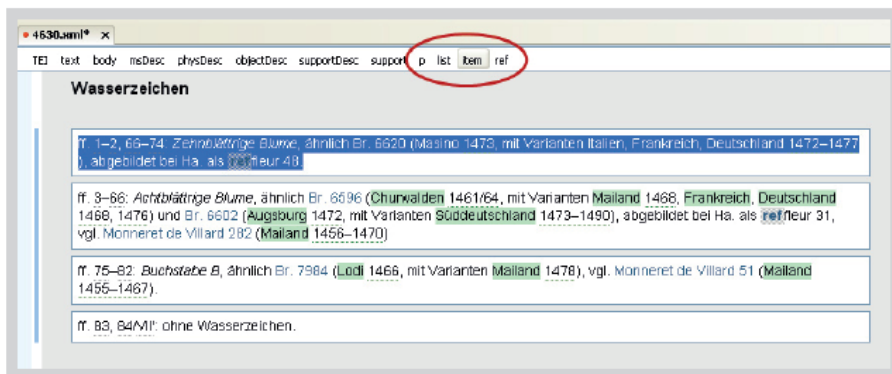 4630.xml* ×
TEI text body msDesc physDesc objectDesc supportDesc support p list item ref
Wasserzeichen
ff. 1–2, 66–74: Zehnblättrige Blume, ähnlich Br. 6620 (Masino 1473, mit Varianten Italien, Frankreich, Deutschland 1472–1477
), abgebildet bei Ha. als ref fleur 48.
ff. 3–66: Achtblättrige Blume, ähnlich Br. 6596 (Churwalden 1461/64, mit Varianten Mailand 1468, Frankreich, Deutschland
1468, 1476) und Br. 6602 (Augsburg 1472, mit Varianten Süddeutschland 1473–1490), abgebildet bei Ha. als ref fleur 31,
vgl. Monneret de Villard 282 (Mailand 1456–1470)
ff. 75–82: Buchstabe B, ähnlich Br. 7984 (Lodi 1466, mit Varianten Mailand 1478), vgl. Monneret de Villard 51 (Mailand
1455–1467).
ff. 83, ohne Wasserzeichen.